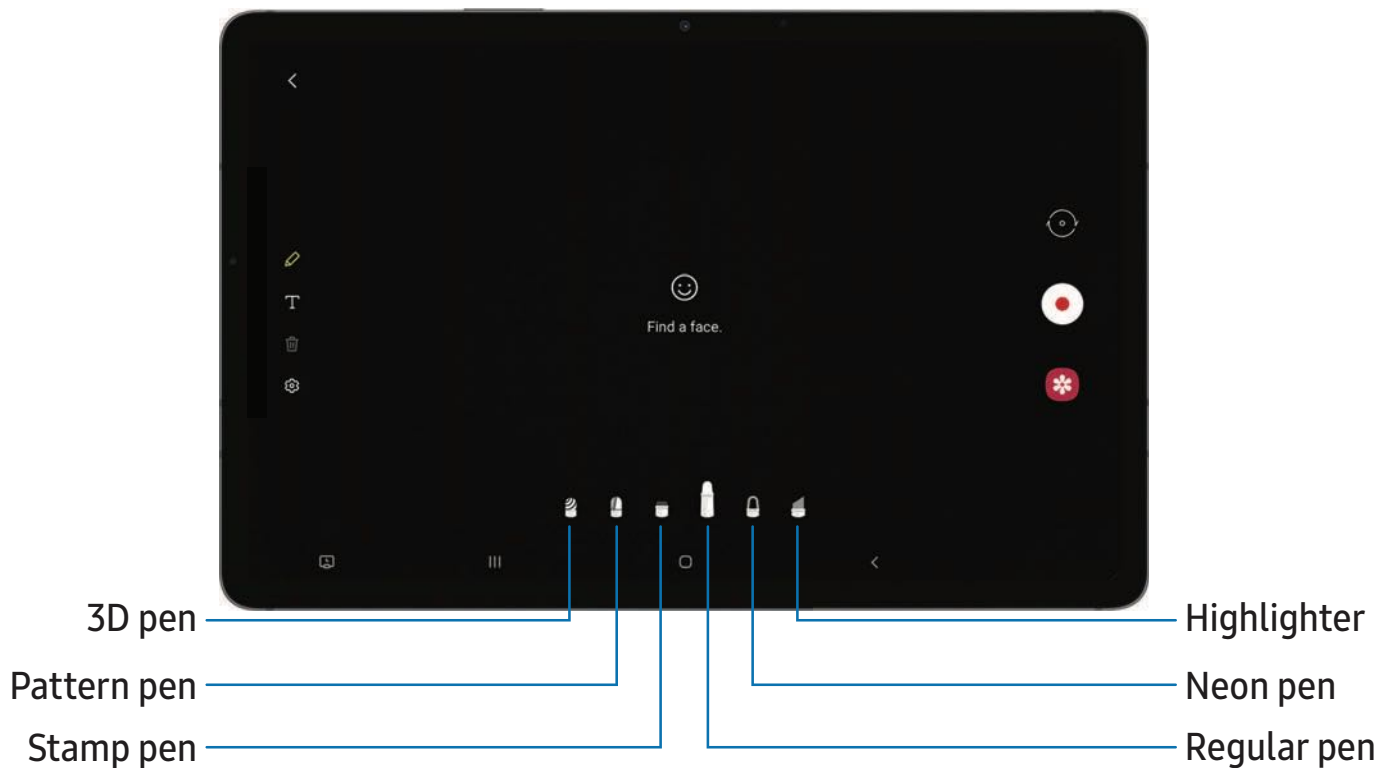 T
Find a face.
3D pen
Pattern pen
Stamp pen
Highlighter
Neon pen
Regular pen